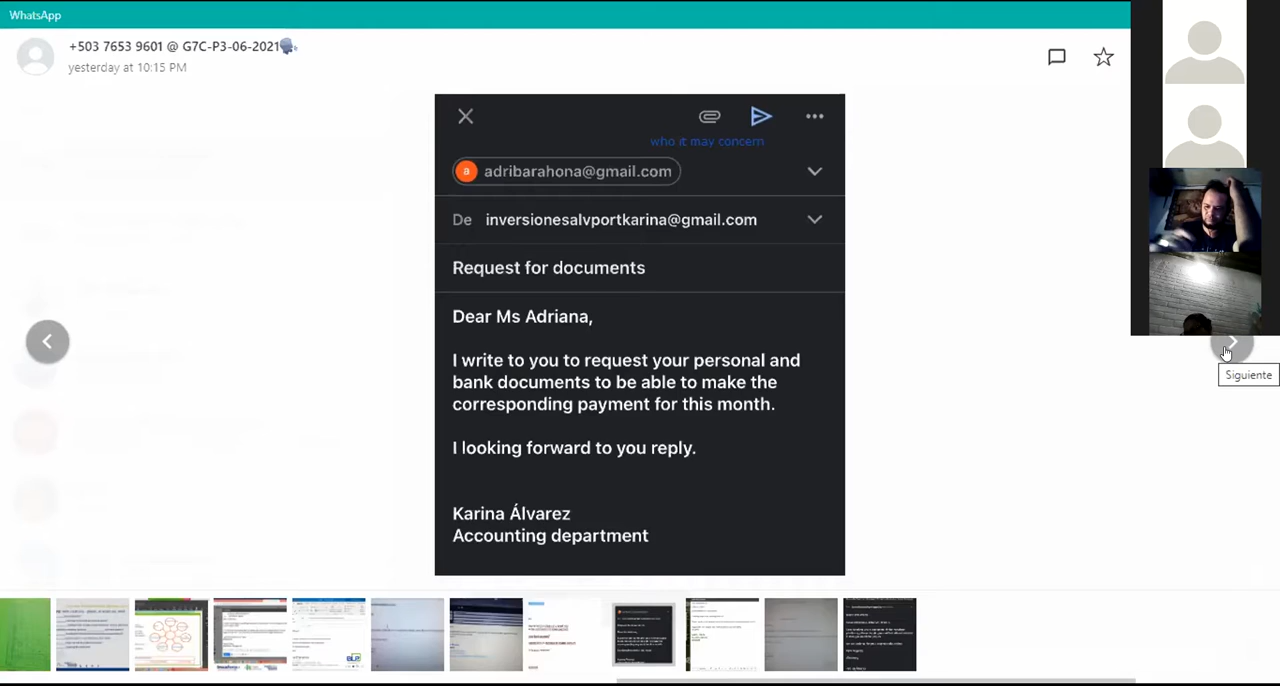 WhatsApp
+503 7653 9601 @ G7C-P3-06-2021🗣
yesterday at 10:15 PM
who it may concern
a adribarahona@gmail.com
De inversionesalvportkarina@gmail.com
Request for documents
Dear Ms Adriana,
I write to you to request your personal and
bank documents to be able to make the
corresponding payment for this month.
I looking forward to you reply.
Karina Álvarez
Accounting department
Siguiente